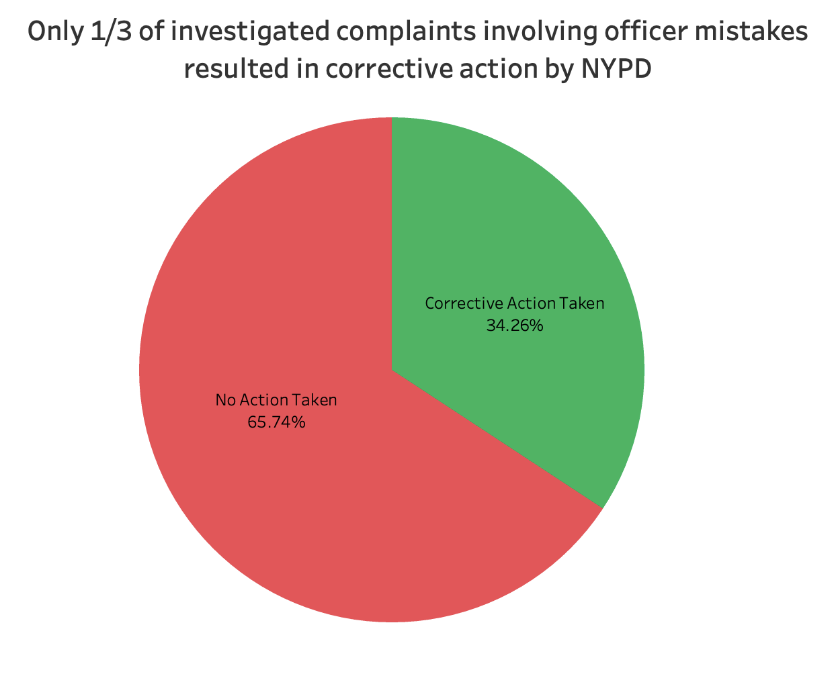 Only 1/3 of investigated complaints involving officer mistakes
resulted in corrective action by NYPD
Corrective Action Taken
34.26%
No Action Taken
65.74%